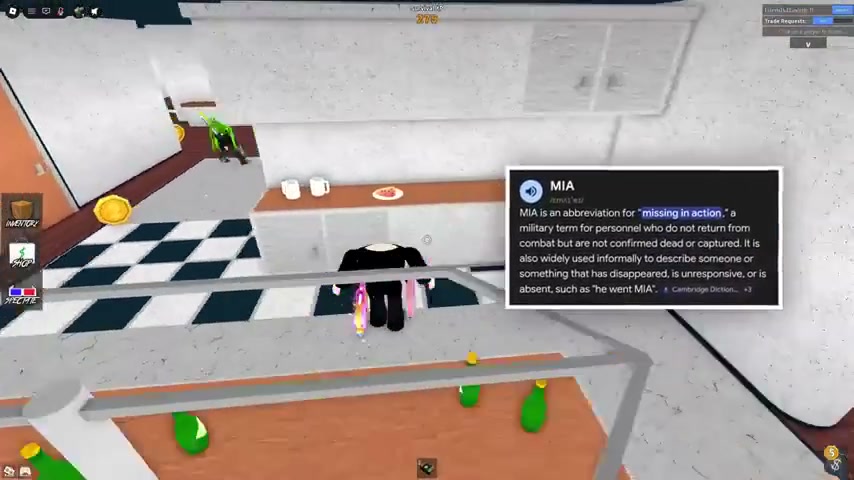 275
Trade Requests:
INVENTORY
SHOP
SPECTATE
MIA
MIA is an abbreviation for "missing in action," a
military term for personnel who do not return from
combat but are not confirmed dead or captured. It is
also widely used informally to describe someone or
something that has disappeared, is unresponsive, or is
absent, such as "he went MIA".
Cambridge Diction... +3
5